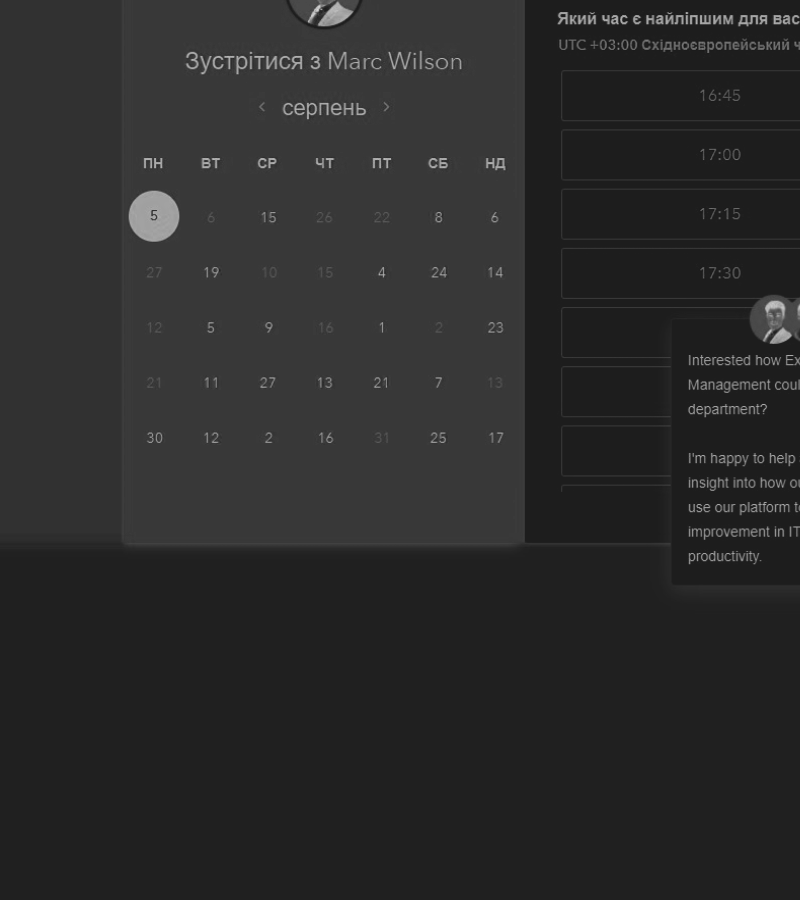 Зустрітися з Marc Wilson
серпень
ПН ВТ СР ЧТ ПТ СБ НД
5 6 15 26 22 8 6
27 19 10 15 4 24 14
12 5 9 16 1 2 23
21 11 27 13 21 7 13
30 12 2 16 31 25 17
Який час є найліпшим для вас
UTC +03:00 Східноєвропейський ч
16:45
17:00
17:15
17:30
Interested how Ex
Management coul
department?
I'm happy to help
insight into how ou
use our platform to
improvement in IT
productivity.